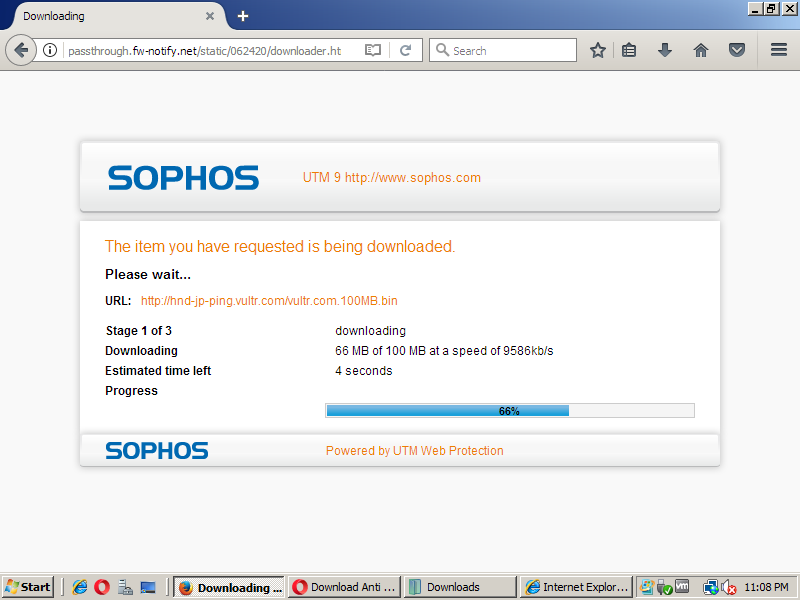 Downloading
passthrough.fw-notify.net/static/062420/downloader.ht
Search
SOPHOS
UTM 9 http://www.sophos.com
The item you have requested is being downloaded.
Please wait...
URL: http://hnd-jp-ping.vultr.com/vultr.com.100MB.bin
Stage 1 of 3 downloading
Downloading 66 MB of 100 MB at a speed of 9586kb/s
Estimated time left 4 seconds
Progress
66%
SOPHOS Powered by UTM Web Protection
Start Downloading ... Download Anti ... Downloads Internet Explor... 11:08 PM